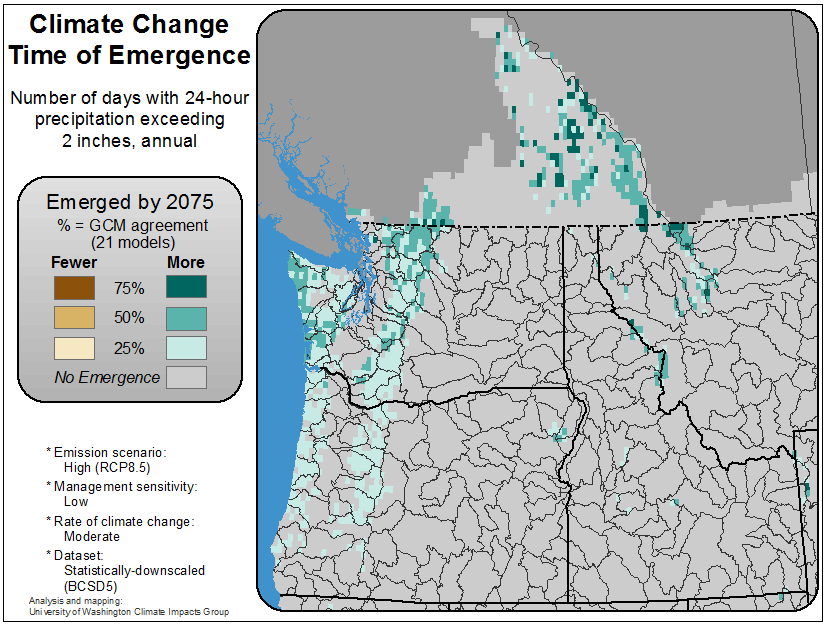 Climate Change
Time of Emergence
Number of days with 24-hour
precipitation exceeding
2 inches, annual
Emerged by 2075
% = GCM agreement
(21 models)
Fewer More
75%
50%
25%
No Emergence
* Emission scenario:
High (RCP8.5)
* Management sensitivity:
Low
* Rate of climate change:
Moderate
* Dataset:
Statistically-downscaled
(BCSD5)
Analysis and mapping:
University of Washington Climate Impacts Group